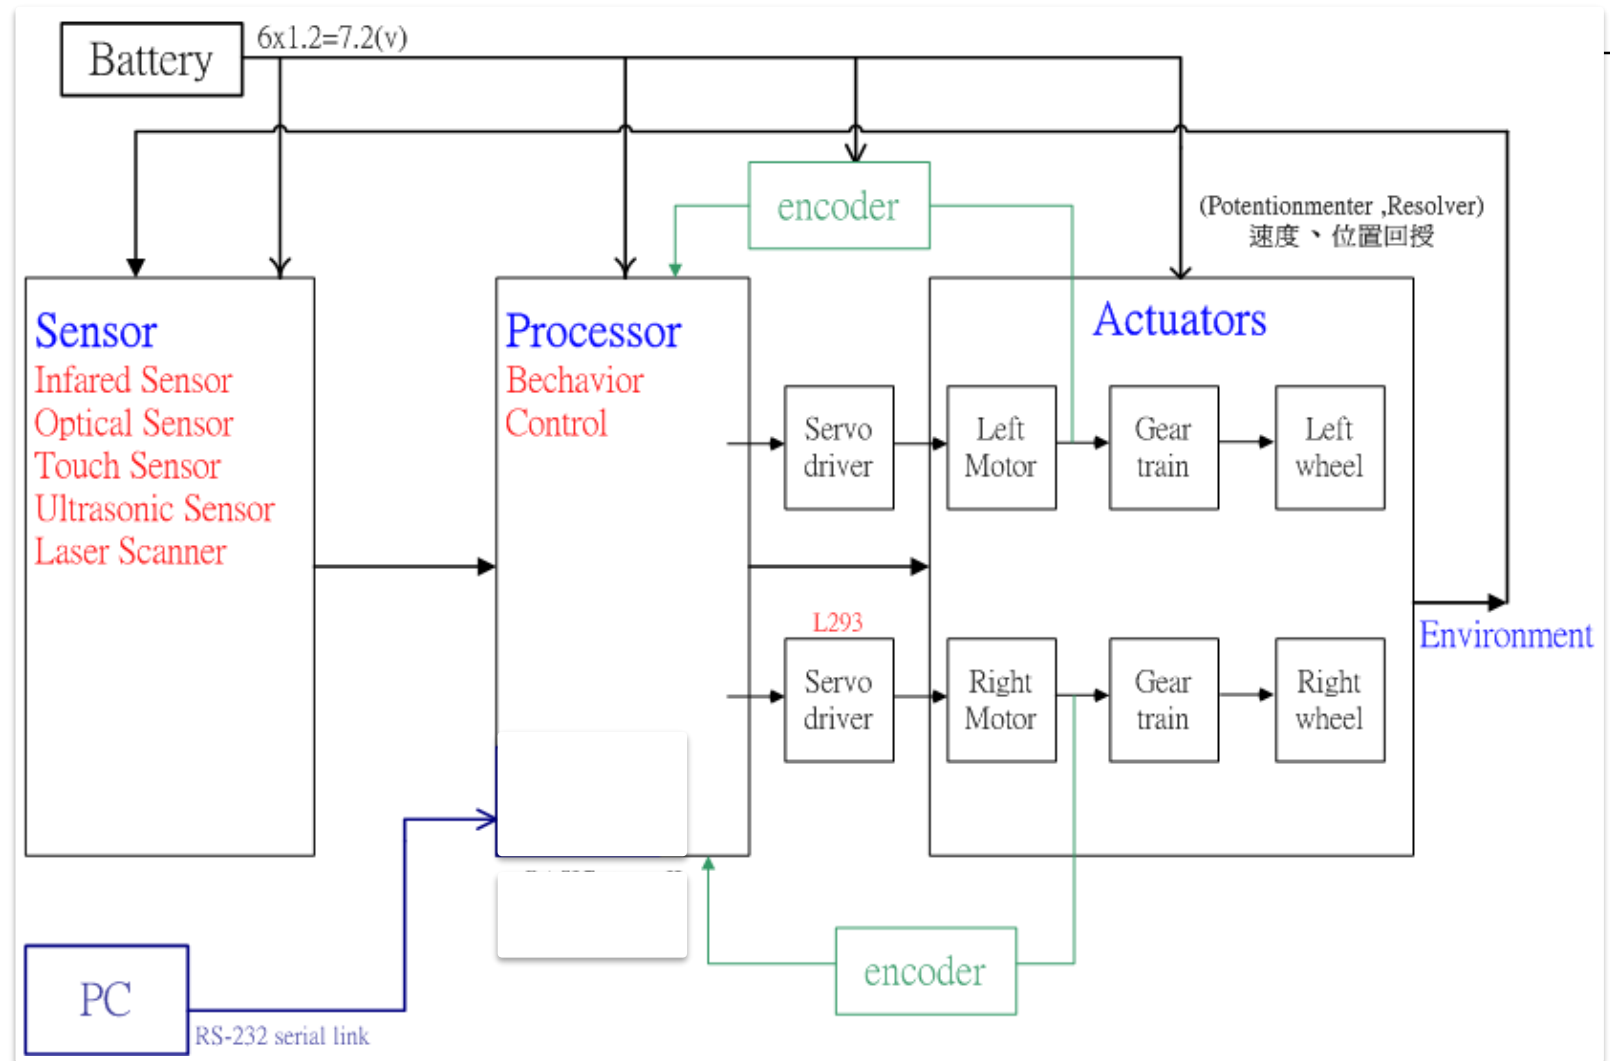 Battery
6x1.2=7.2(v)
encoder
(Potentionmenter ,Resolver)
速度、位置回授
Sensor
Infared Sensor
Optical Sensor
Touch Sensor
Ultrasonic Sensor
Laser Scanner
Processor
Bechavior
Control
Actuators
Servo
driver
Left
Motor
Gear
train
Left
wheel
L293
Servo
driver
Right
Motor
Gear
train
Right
wheel
Environment
encoder
PC
RS-232 serial link